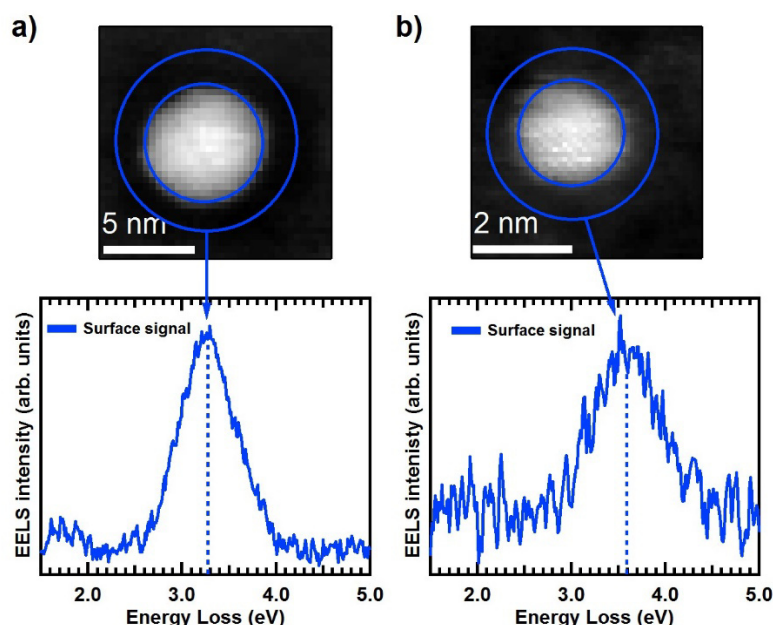 a)
5 nm
b)
2 nm
EELS intensity (arb. units)
Surface signal
2.0 3.0 4.0 5.0
Energy Loss (eV)
EELS intenisty (arb. units)
Surface signal
2.0 3.0 4.0 5.0
Energy Loss (eV)